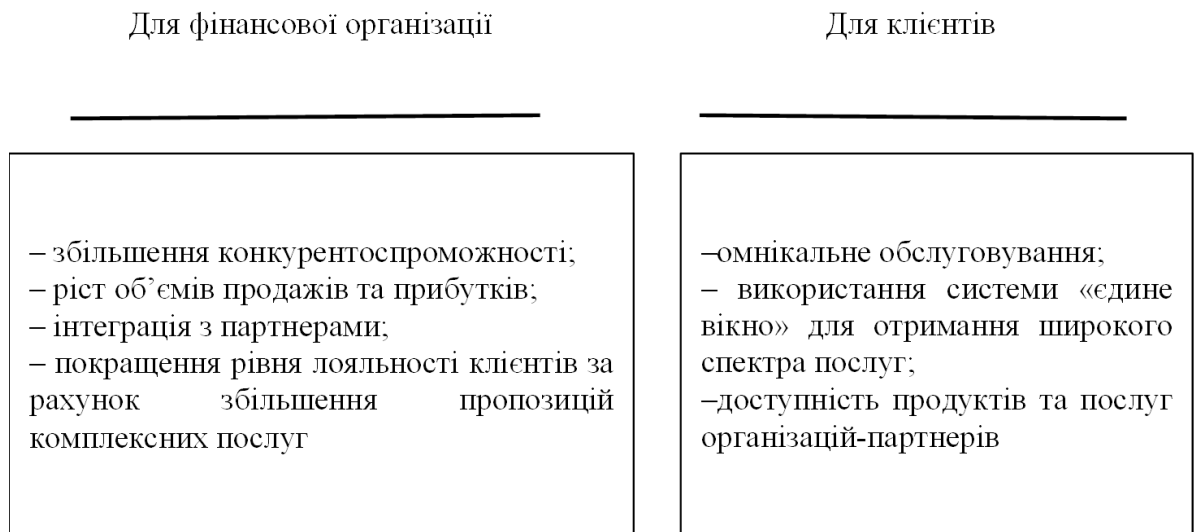 Для фінансової організації
Для клієнтів
– збільшення конкурентоспроможності;
– ріст об’ємів продажів та прибутків;
– інтеграція з партнерами;
– покращення рівня лояльності клієнтів за
рахунок збільшення пропозицій
комплексних послуг
–омнікальне обслуговування;
– використання системи «єдине
вікно» для отримання широкого
спектра послуг;
–доступність продуктів та послуг
організацій-партнерів